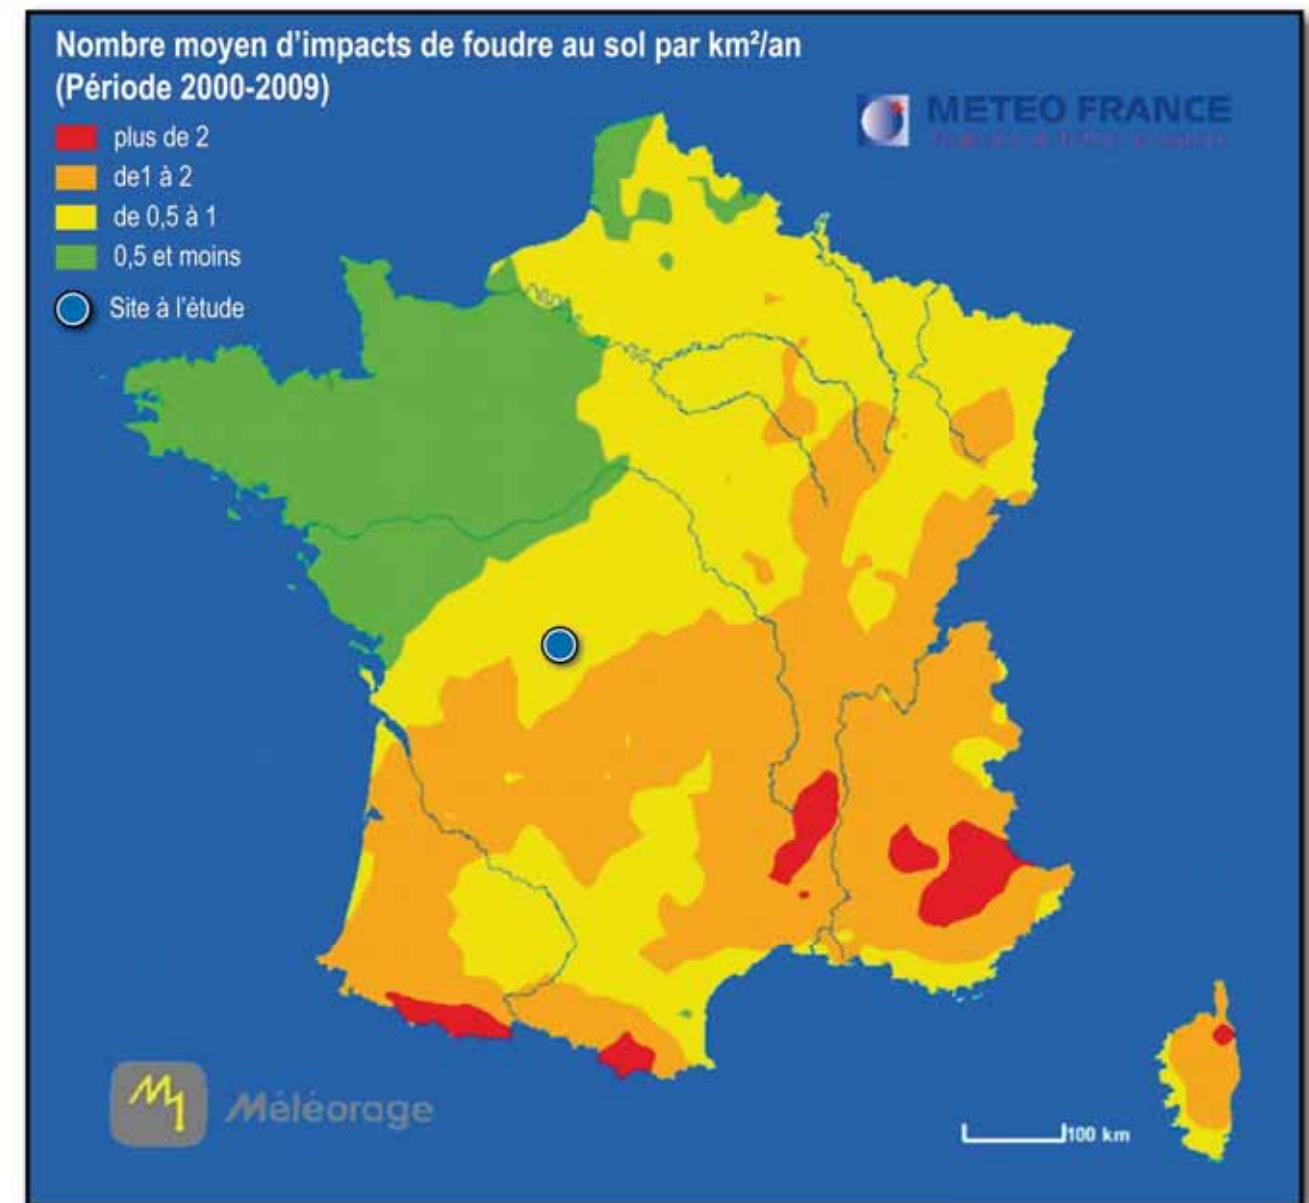 Nombre moyen d’impacts de foudre au sol par km²/an
(Période 2000-2009)
plus de 2
de1 à 2
de 0,5 à 1
0,5 et moins
Site à l’étude
METEO FRANCE
Méléorage
100 km